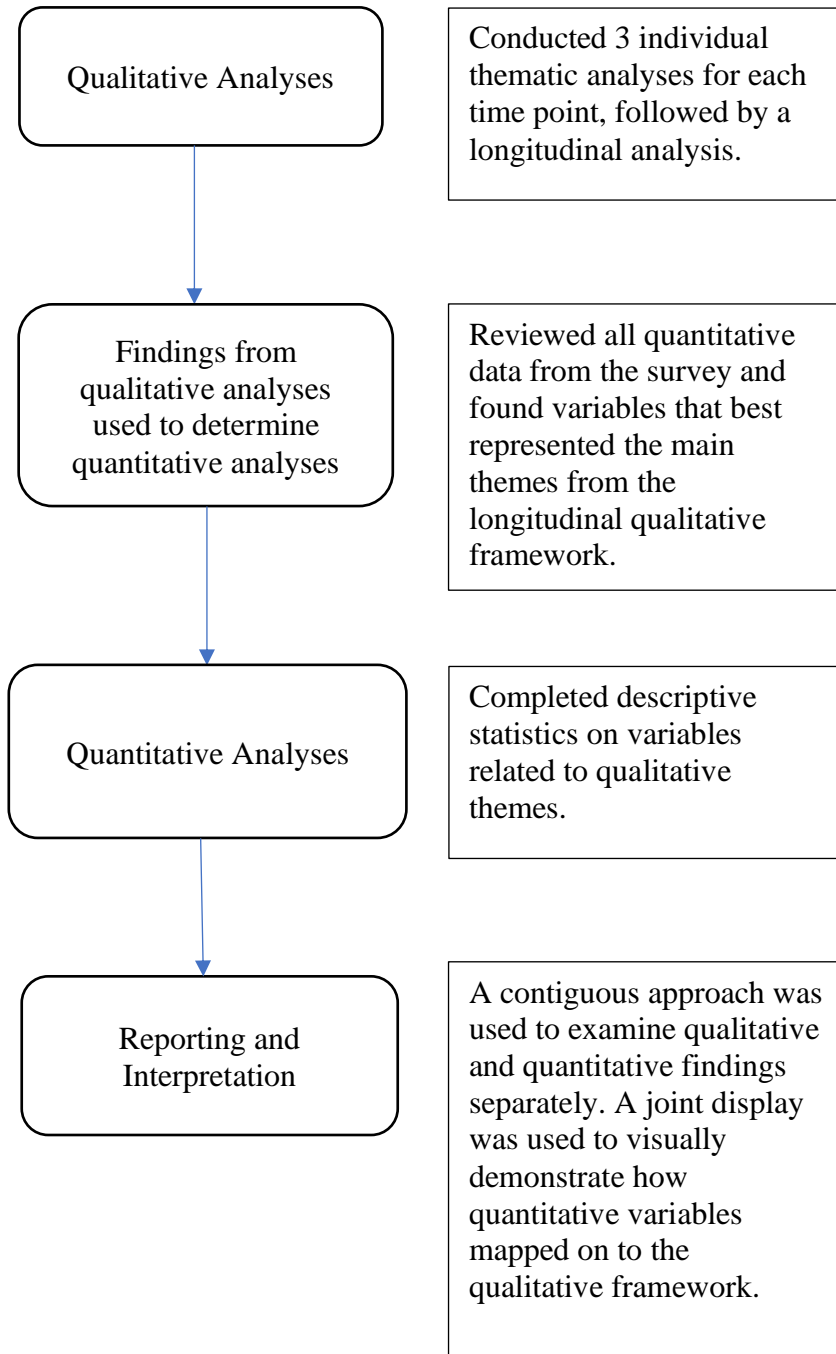 Qualitative Analyses
Conducted 3 individual
thematic analyses for each
time point, followed by a
longitudinal analysis.
Findings from
qualitative analyses
used to determine
quantitative analyses
Reviewed all quantitative
data from the survey and
found variables that best
represented the main
themes from the
longitudinal qualitative
framework.
Quantitative Analyses
Completed descriptive
statistics on variables
related to qualitative
themes.
Reporting and
Interpretation
A contiguous approach was
used to examine qualitative
and quantitative findings
separately. A joint display
was used to visually
demonstrate how
quantitative variables
mapped on to the
qualitative framework.